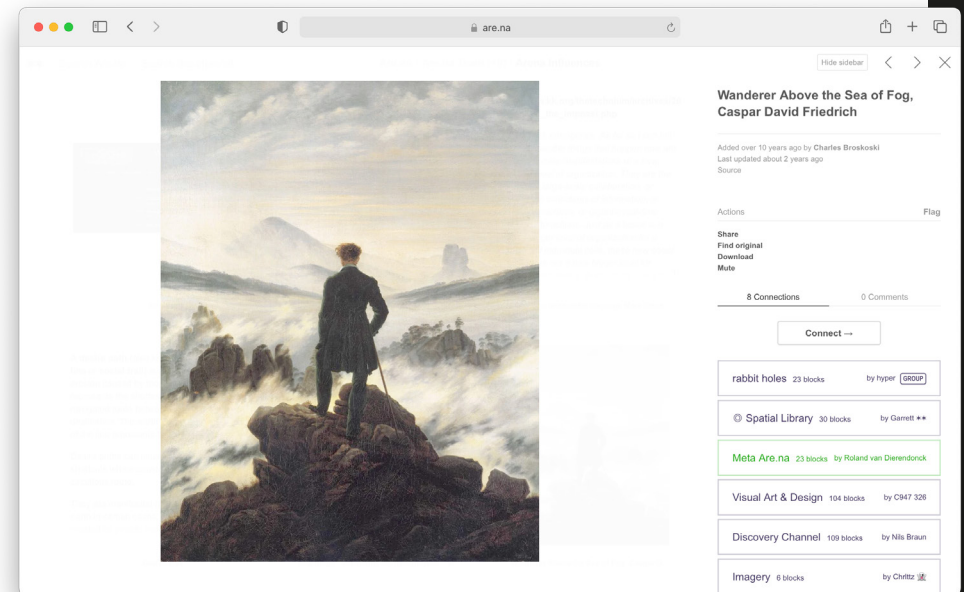 are.na
Hide sidebar
Wanderer Above the Sea of Fog,
Caspar David Friedrich
Added over 10 years ago by Charles Broskoski
Last updated about 2 years ago
Source
Actions Flag
Share
Find original
Download
Mute
8 Connections 0 Comments
Connect →
rabbit holes 23 blocks by hyper GROUP
Spatial Library 30 blocks by Garrett ✶✶
Meta Are.na 23 blocks by Roland van Dierendonck
Visual Art & Design 104 blocks by C947 326
Discovery Channel 109 blocks by Nils Braun
Imagery 6 blocks by Chrittz